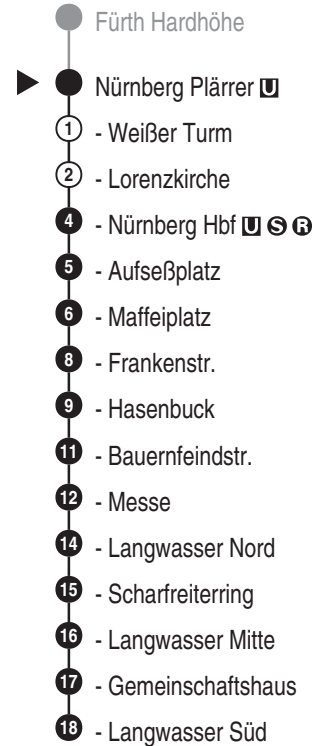 Fürth Hardhöhe
Nürnberg Plärrer U
1 - Weißer Turm
2 - Lorenzkirche
4 - Nürnberg Hbf U S R
5 - Aufseßplatz
6 - Maffeiplatz
8 - Frankenstr.
9 - Hasenbuck
11 - Bauernfeindstr.
12 - Messe
14 - Langwasser Nord
15 - Scharfreiterring
16 - Langwasser Mitte
17 - Gemeinschaftshaus
18 - Langwasser Süd